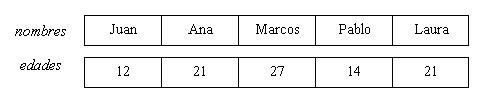 nombres Juan Ana Marcos Pablo Laura
edades 12 21 27 14 21